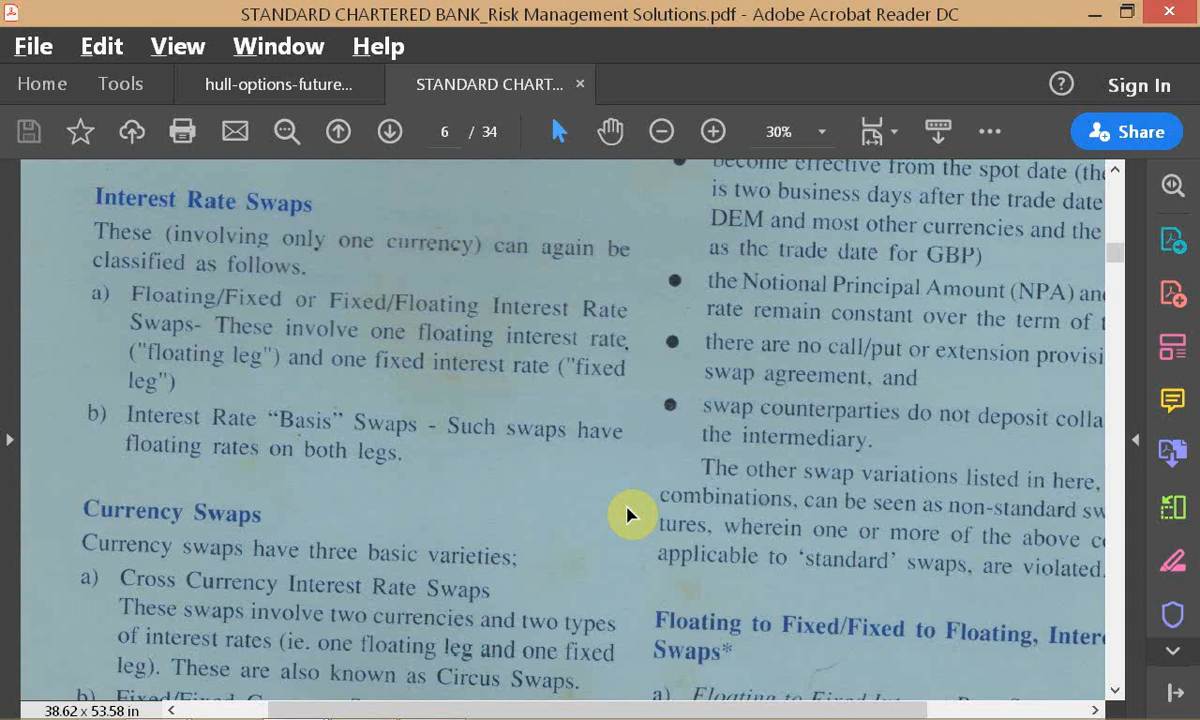 STANDARD CHARTERED BANK_Risk Management Solutions.pdf - Adobe Acrobat Reader DC
File Edit View Window Help
Home Tools hull-options-future... STANDARD CHART... × Sign In
6 / 34 30% Share
Interest Rate Swaps
These (involving only one currency) can again be
classified as follows.
a) Floating/Fixed or Fixed/Floating Interest Rate
Swaps- These involve one floating interest rate,
("floating leg") and one fixed interest rate ("fixed
leg")
b) Interest Rate “Basis” Swaps - Such swaps have
floating rates on both legs.
Currency Swaps
Currency swaps have three basic varieties;
a) Cross Currency Interest Rate Swaps
These swaps involve two currencies and two types
of interest rates (ie. one floating leg and one fixed
leg). These are also known as Circus Swaps.
b) Fixed/Fixed
become effective from the spot date (the
is two business days after the trade date
DEM and most other currencies and the
as the trade date for GBP)
● the Notional Principal Amount (NPA) and
rate remain constant over the term of t
● there are no call/put or extension provisi
swap agreement, and
● swap counterparties do not deposit colla
the intermediary.
The other swap variations listed in here,
combinations, can be seen as non-standard sw
tures, wherein one or more of the above c
applicable to ‘standard’ swaps, are violated.
Floating to Fixed/Fixed to Floating, Inter
Swaps*
a) Floating to Fixed
38.62 x 53.58 in